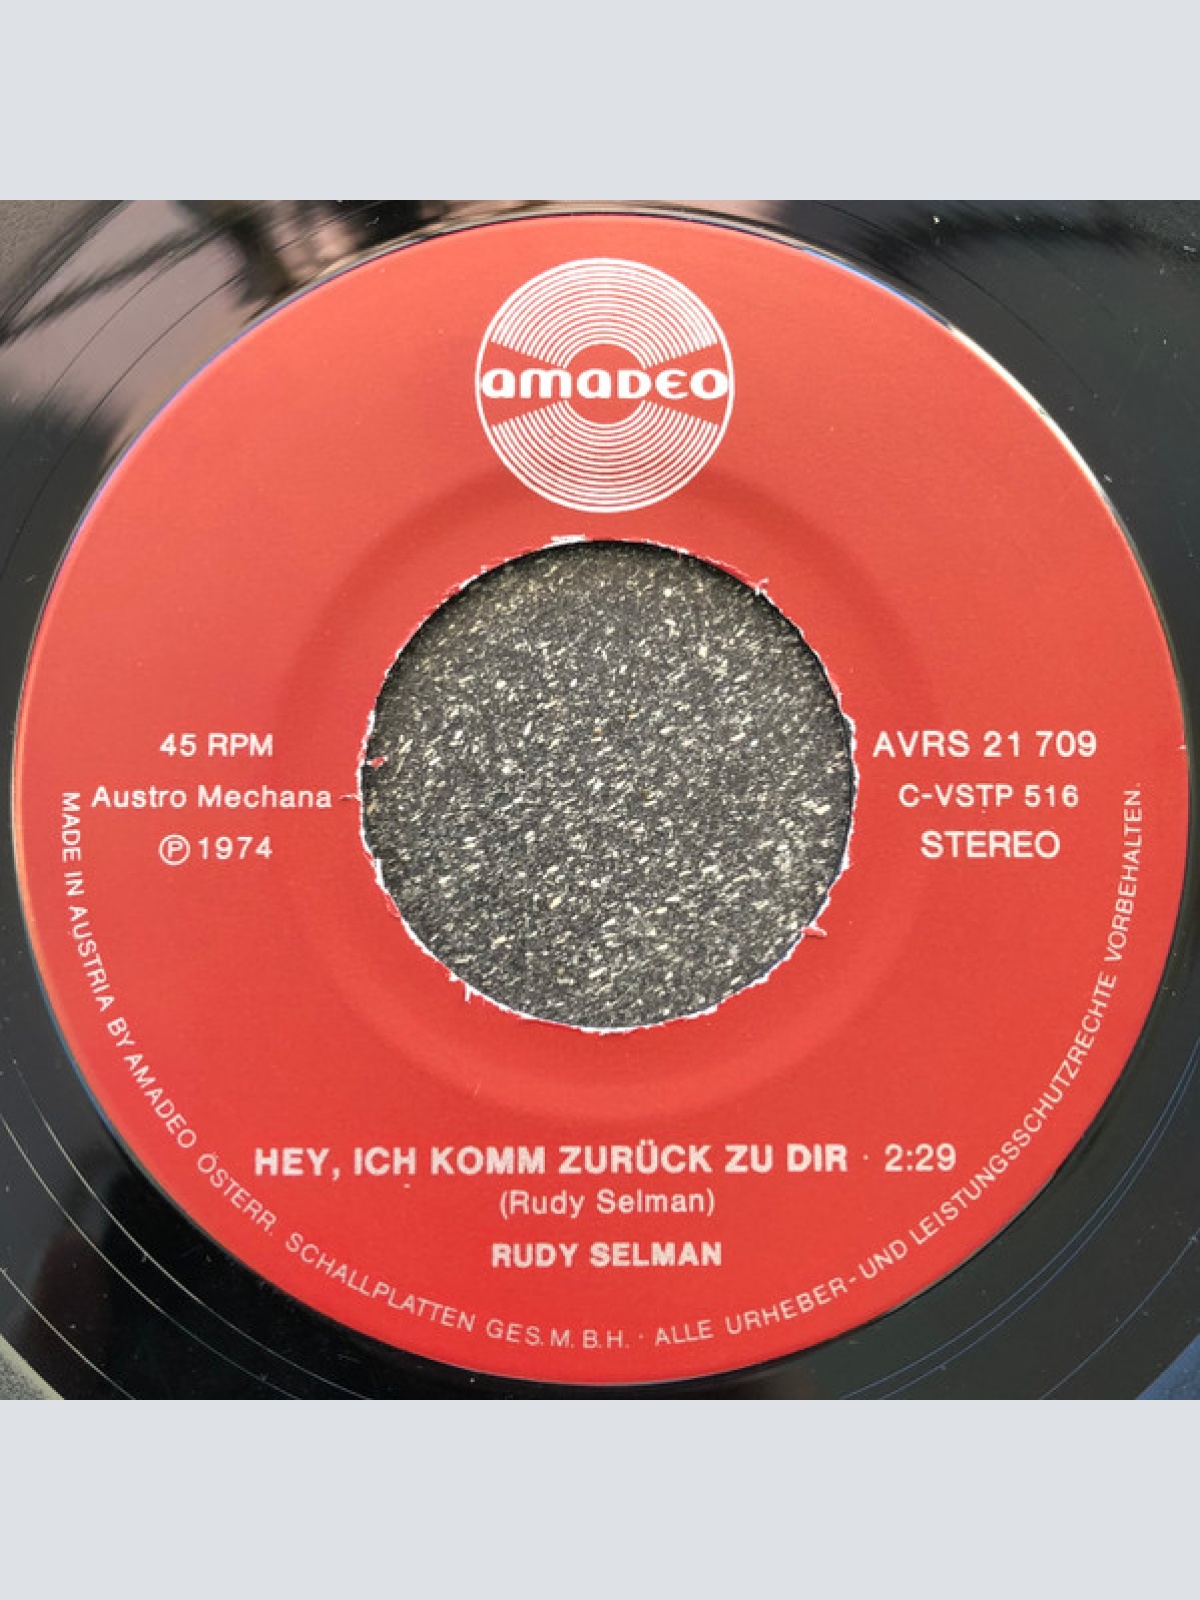 amadeo
45 RPM
Austro Mechana
℗ 1974
AVRS 21 709
C-VSTP 516
STEREO
HEY, ICH KOMM ZURÜCK ZU DIR · 2:29
(Rudy Selman)
RUDY SELMAN
MADE IN AUSTRIA BY AMADEO ÖSTERR. SCHALLPLATTEN GES.M.B.H. · ALLE URHEBER- UND LEISTUNGSSCHUTZRECHTE VORBEHALTEN.